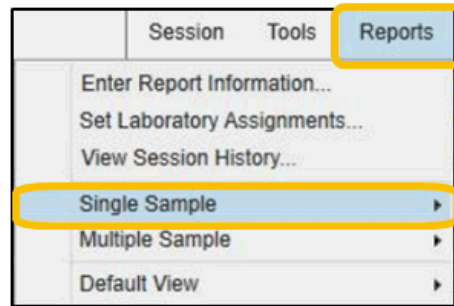 Session Tools Reports
Enter Report Information...
Set Laboratory Assignments...
View Session History...
Single Sample
Multiple Sample
Default View